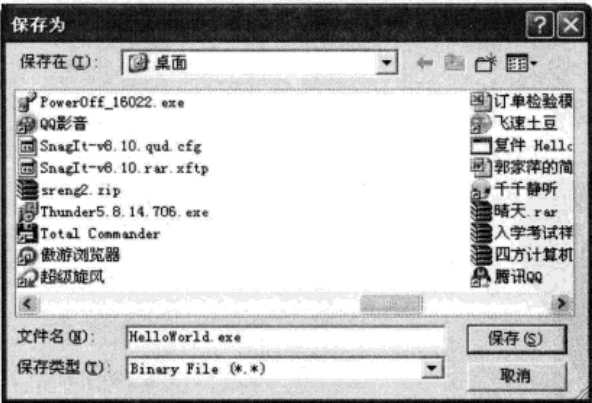 保存为
保存在(I): 桌面
PowerOff_16022.exe
QQ影音
SnagIt-v8.10.qud.cfg
SnagIt-v8.10.rar.xftp
sreng2.zip
Thunder5.8.14.706.exe
Total Commander
傲游浏览器
超级旋风
订单检验模
飞速土豆
复件 Hello
郭家萍的简
千千静听
晴天.rar
入学考试样
四方计算机
腾讯QQ
文件名(N): HelloWorld.exe 保存(S)
保存类型(T): Binary File (*.*) 取消